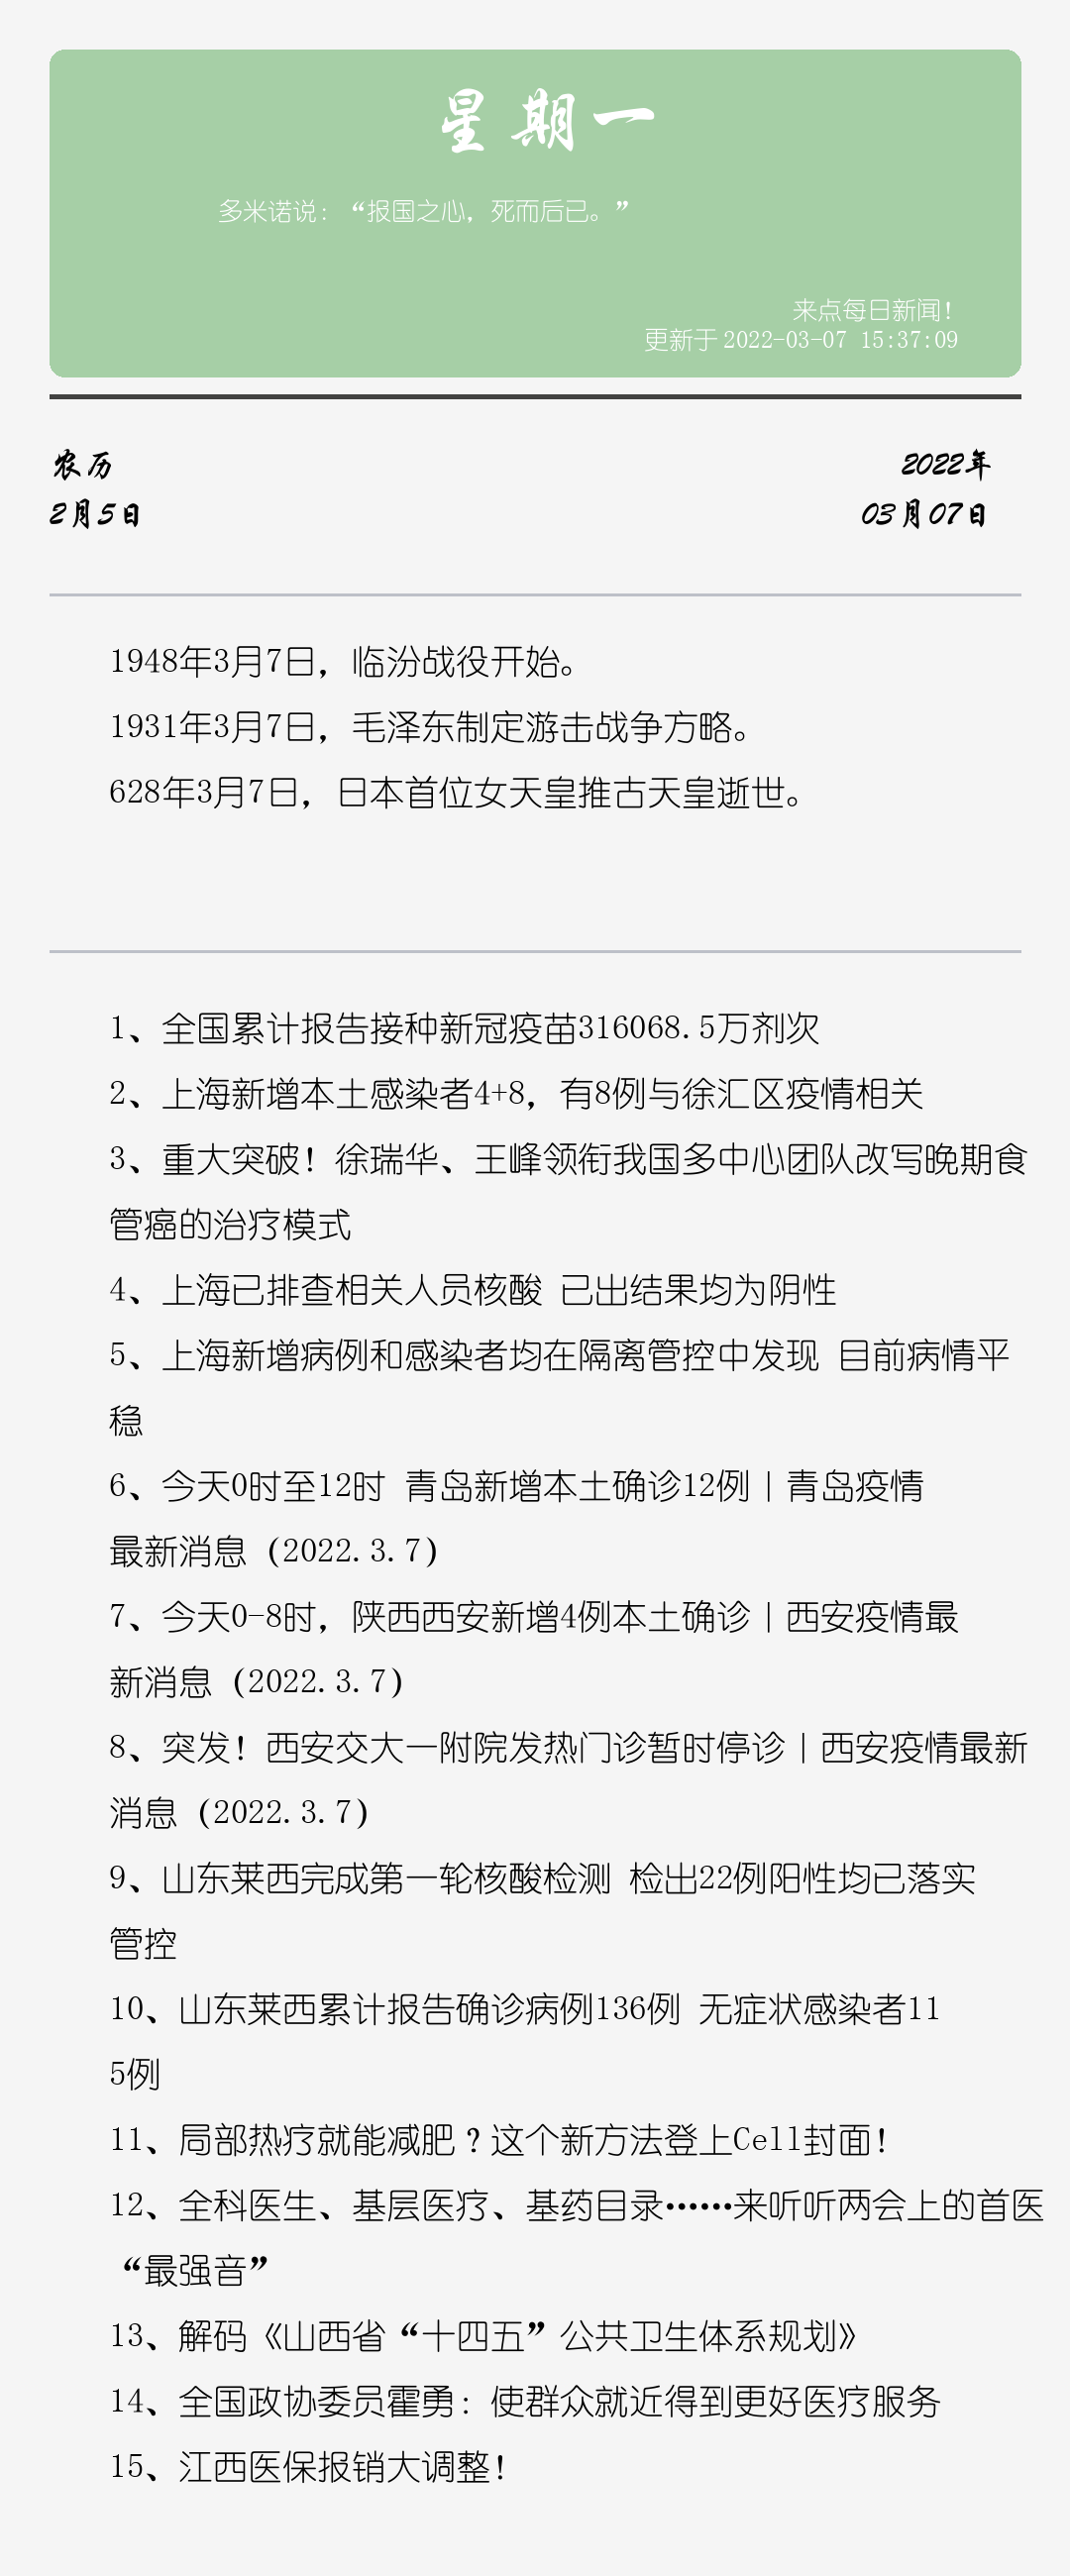 星期一
多米诺说：“报国之心，死而后已。”
来点每日新闻！
更新于 2022-03-07 15:37:09
农历
2022年
2月5日
03月07日
1948年3月7日，临汾战役开始。
1931年3月7日，毛泽东制定游击战争方略。
628年3月7日，日本首位女天皇推古天皇逝世。
1、全国累计报告接种新冠疫苗316068.5万剂次
2、上海新增本土感染者4+8，有8例与徐汇区疫情相关
3、重大突破！徐瑞华、王峰领衔我国多中心团队改写晚期食
管癌的治疗模式
4、上海已排查相关人员核酸 已出结果均为阴性
5、上海新增病例和感染者均在隔离管控中发现 目前病情平
稳
6、今天0时至12时 青岛新增本土确诊12例丨青岛疫情
最新消息（2022.3.7）
7、今天0-8时，陕西西安新增4例本土确诊丨西安疫情最
新消息（2022.3.7）
8、突发！西安交大一附院发热门诊暂时停诊丨西安疫情最新
消息（2022.3.7）
9、山东莱西完成第一轮核酸检测 检出22例阳性均已落实
管控
10、山东莱西累计报告确诊病例136例 无症状感染者11
5例
11、局部热疗就能减肥？这个新方法登上Cell封面！
12、全科医生、基层医疗、基药目录……来听听两会上的首医
“最强音”
13、解码《山西省“十四五”公共卫生体系规划》
14、全国政协委员霍勇：使群众就近得到更好医疗服务
15、江西医保报销大调整！